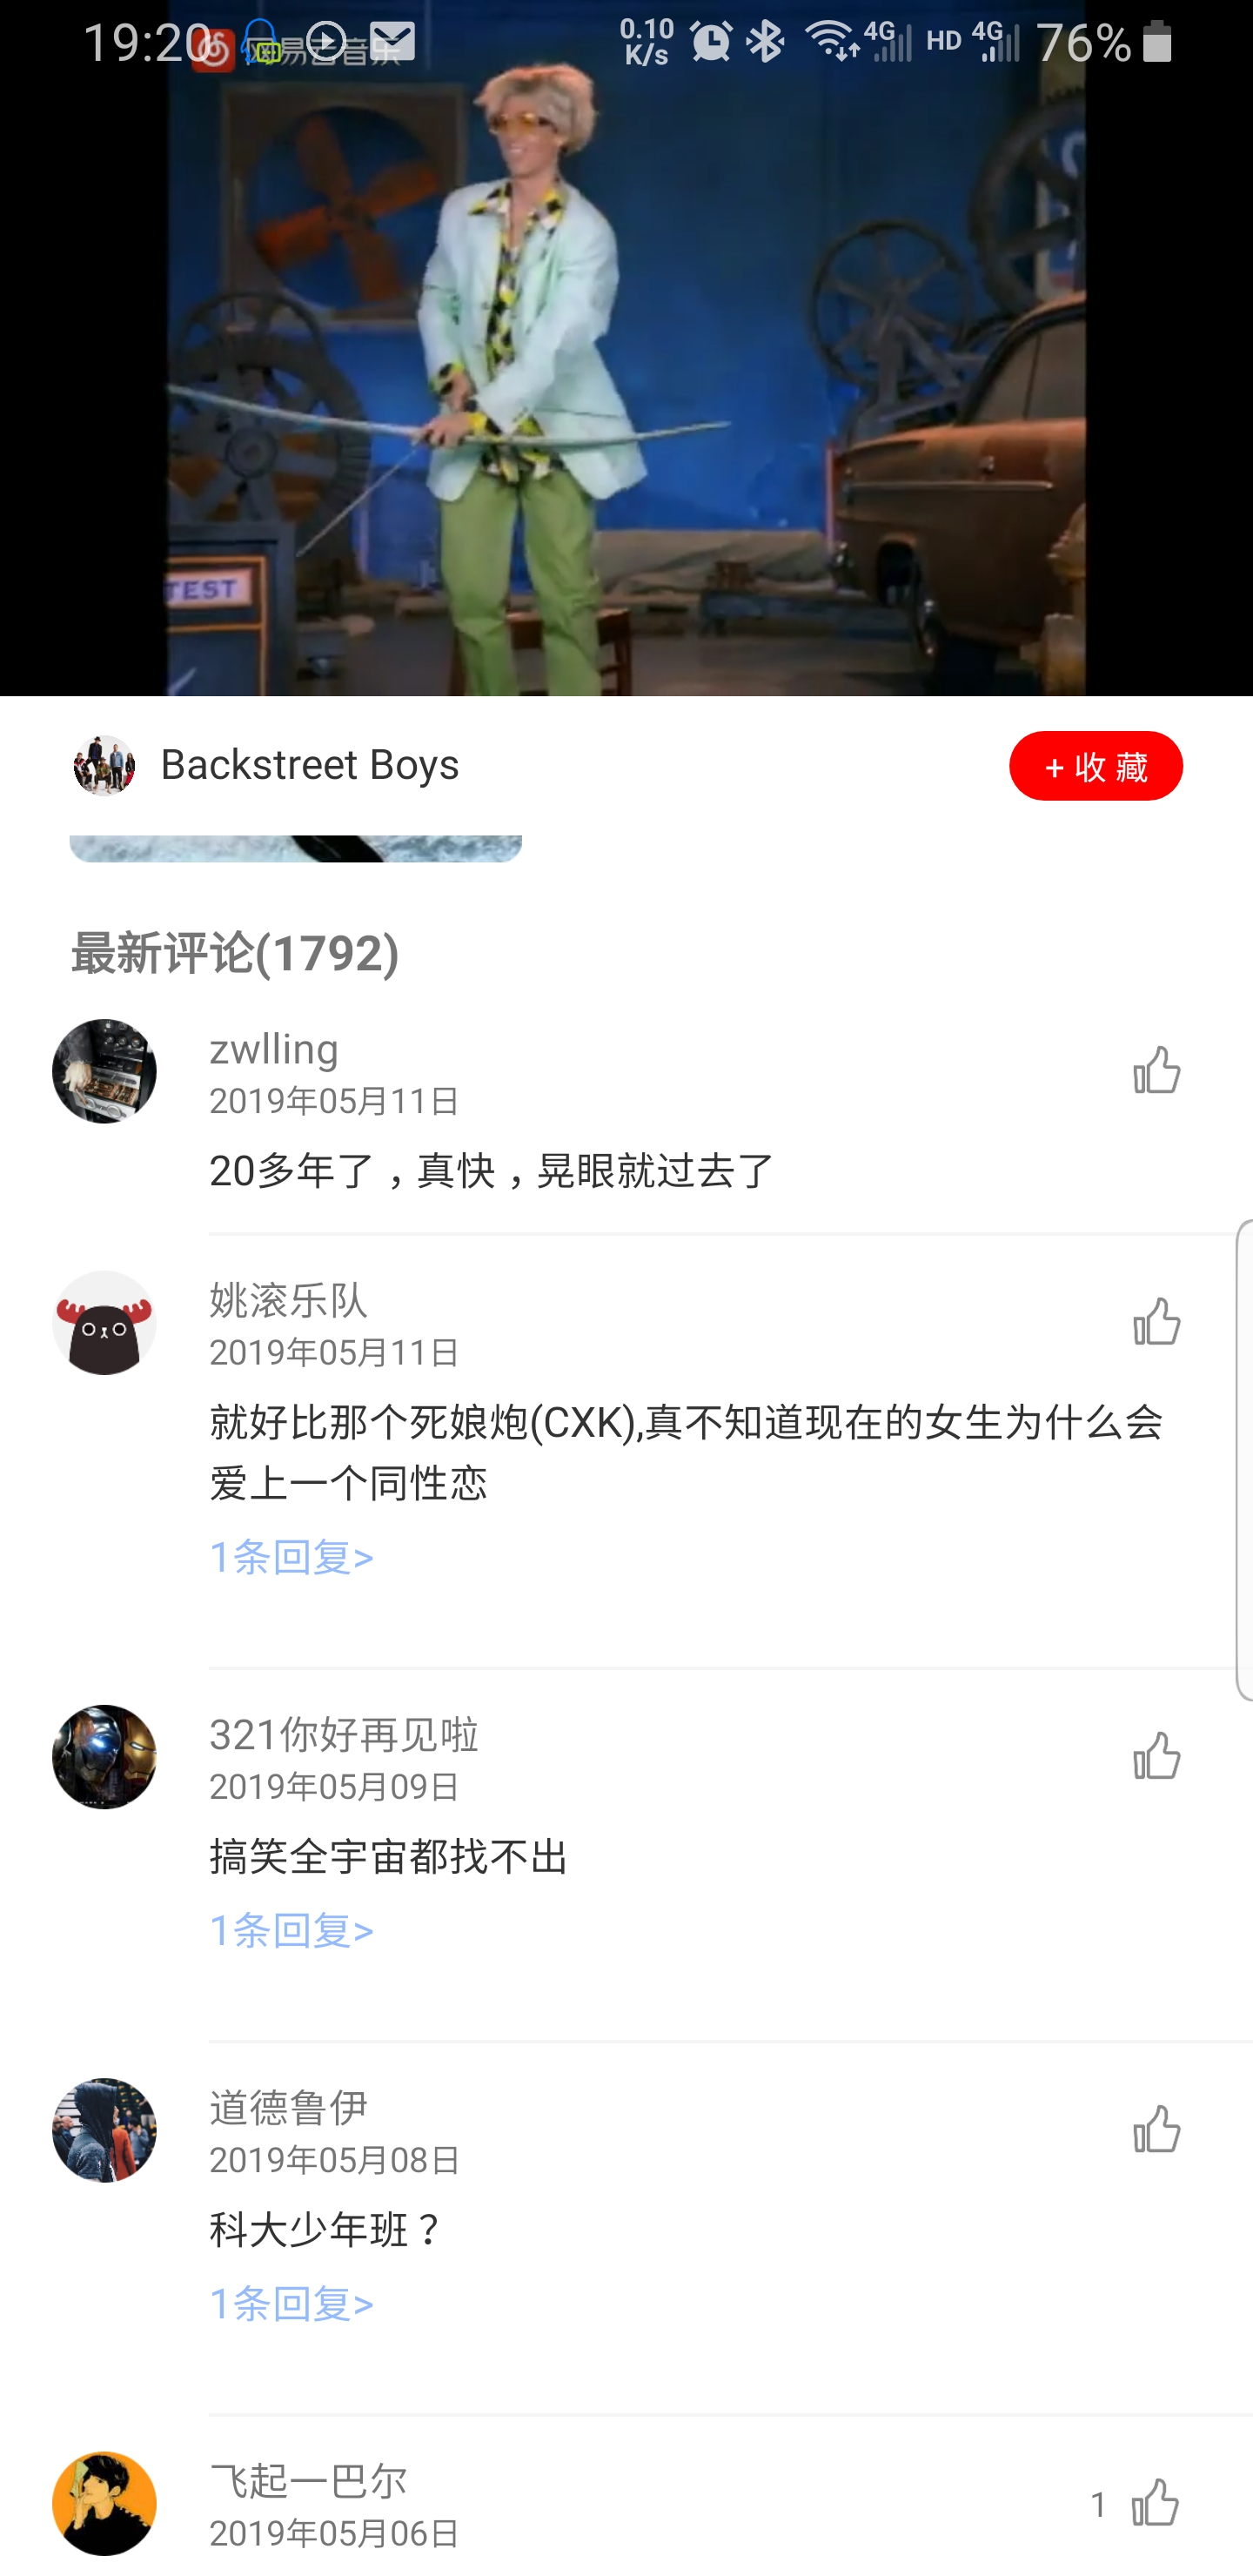 19:20
网易云音乐
0.10
K/s
4G
HD
4G
76%
TEST
Backstreet Boys
+ 收 藏
最新评论(1792)
zwlling
2019年05月11日
20多年了，真快，晃眼就过去了
姚滚乐队
2019年05月11日
就好比那个死娘炮(CXK),真不知道现在的女生为什么会
爱上一个同性恋
1条回复>
321你好再见啦
2019年05月09日
搞笑全宇宙都找不出
1条回复>
道德鲁伊
2019年05月08日
科大少年班？
1条回复>
飞起一巴尔
2019年05月06日
1